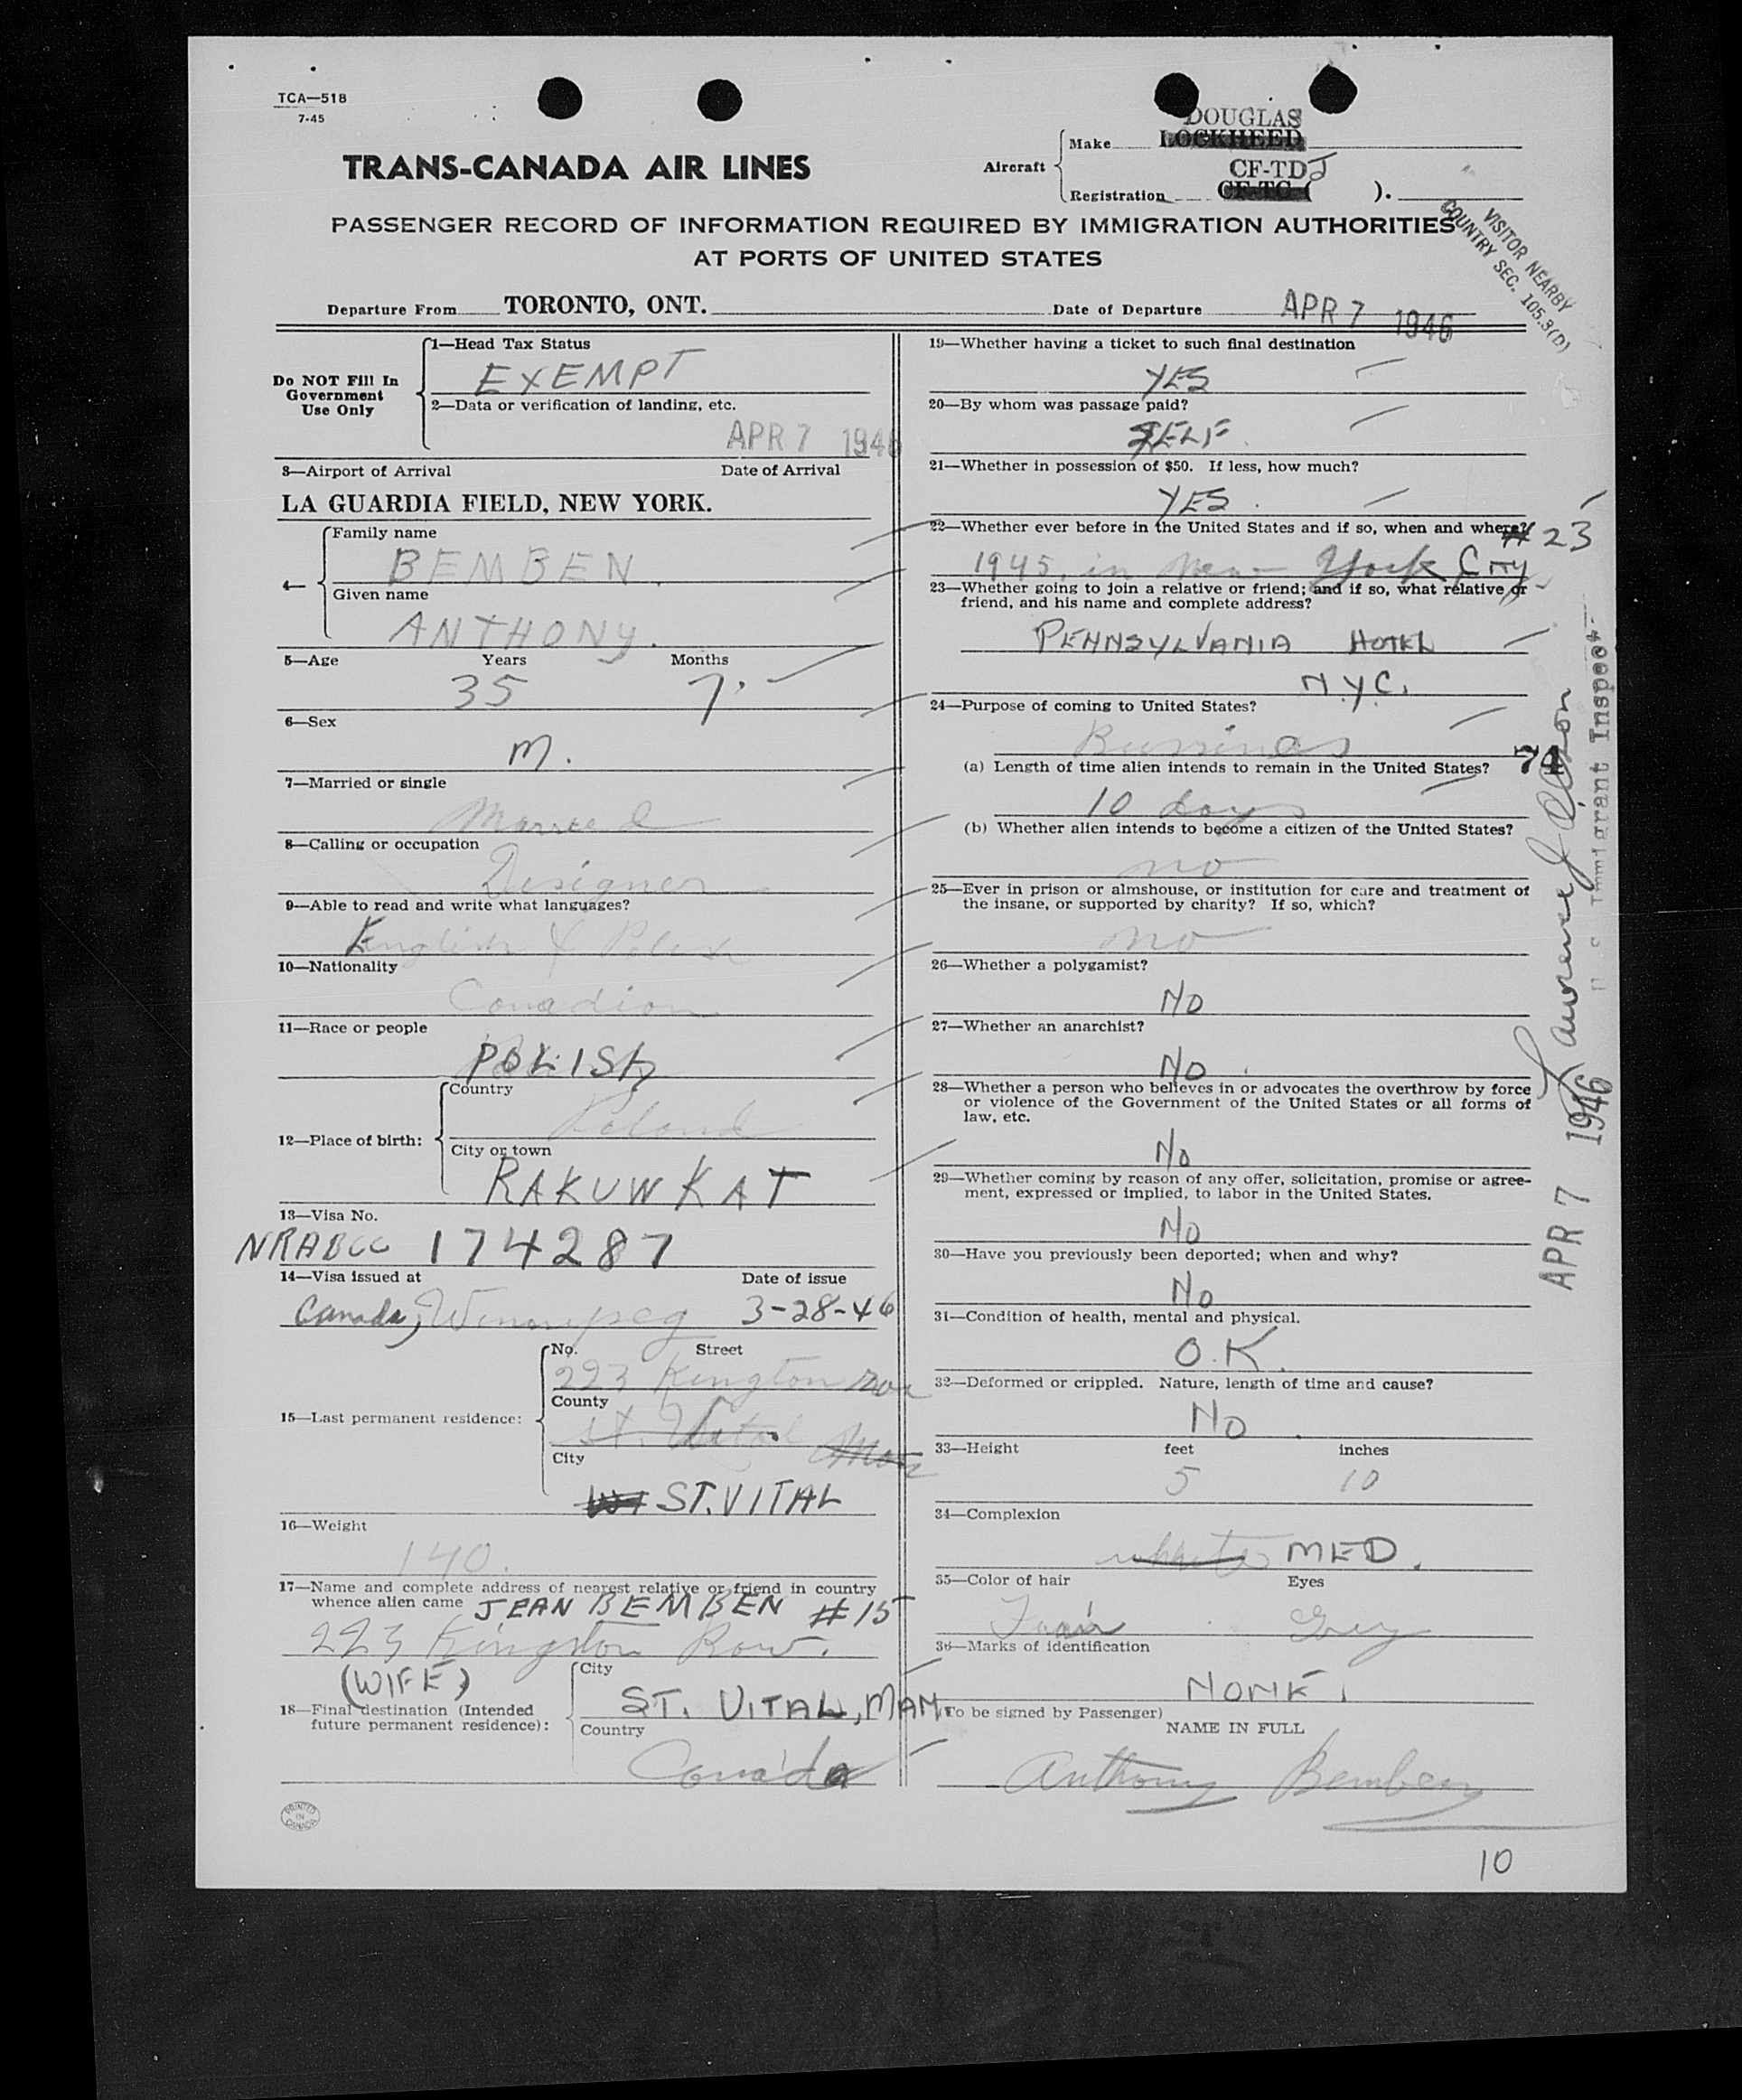 TCA—518
7-45
DOUGLAS
Make LOCKHEED
TRANS-CANADA AIR LINES
Aircraft
CF-TDJ
Registration CF-TC ( ).
PASSENGER RECORD OF INFORMATION REQUIRED BY IMMIGRATION AUTHORITIES
AT PORTS OF UNITED STATES
VISITOR NEARBY
COUNTRY SEC. 105.3(D)
Departure From TORONTO, ONT. Date of Departure APR 7 1946
Do NOT Fill In
Government
Use Only
1—Head Tax Status
EXEMPT
2—Data or verification of landing, etc.
APR 7 1946
3—Airport of Arrival Date of Arrival
LA GUARDIA FIELD, NEW YORK.
4—
Family name
BEMBEN.
Given name
ANTHONY.
5—Age Years Months
35 7.
6—Sex
M.
7—Married or single
Married
8—Calling or occupation
Designer
9—Able to read and write what languages?
English & Polish
10—Nationality
Canadian
11—Race or people
POLISH
12—Place of birth:
Country
Poland
City or town
RAKUWKAT
13—Visa No.
NRABCC 174287
14—Visa issued at Date of issue
Canada, Winnipeg 3-28-46
15—Last permanent residence:
No. Street
223 Kington Row
County
St. Vital Man
City
ST. VITAL
16—Weight
140.
17—Name and complete address of nearest relative or friend in country
whence alien came JEAN BEMBEN #15
223 Kingston Row.
(WIFE)
18—Final destination (Intended
future permanent residence):
City
ST. VITAL, MAN.
Country
Canada
PRINTED
IN
CANADA
19—Whether having a ticket to such final destination
YES
20—By whom was passage paid?
SELF
21—Whether in possession of $50. If less, how much?
YES.
22—Whether ever before in the United States and if so, when and where?
#23
1945, in New York City
23—Whether going to join a relative or friend; and if so, what relative or
friend, and his name and complete address?
PENNSYLVANIA HOTEL
N.Y.C.
24—Purpose of coming to United States?
Bussines
74
(a) Length of time alien intends to remain in the United States?
10 days
(b) Whether alien intends to become a citizen of the United States?
no
25—Ever in prison or almshouse, or institution for care and treatment of
the insane, or supported by charity? If so, which?
no
26—Whether a polygamist?
NO
27—Whether an anarchist?
NO.
28—Whether a person who believes in or advocates the overthrow by force
or violence of the Government of the United States or all forms of
law, etc.
No
29—Whether coming by reason of any offer, solicitation, promise or agree-
ment, expressed or implied, to labor in the United States.
No
30—Have you previously been deported; when and why?
No
31—Condition of health, mental and physical.
O.K.
32—Deformed or crippled. Nature, length of time and cause?
No.
33—Height feet inches
5 10
34—Complexion
white MED.
35—Color of hair Eyes
Fair Grey
36—Marks of identification
NONE.
(To be signed by Passenger)
NAME IN FULL
Anthony Bemben
10
Immigrant Inspector
APR 7 1946